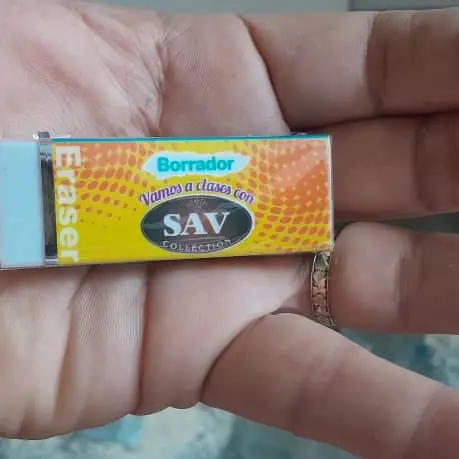 Eraser
Borrador
Vamos a clases con
SAV
COLLECTION